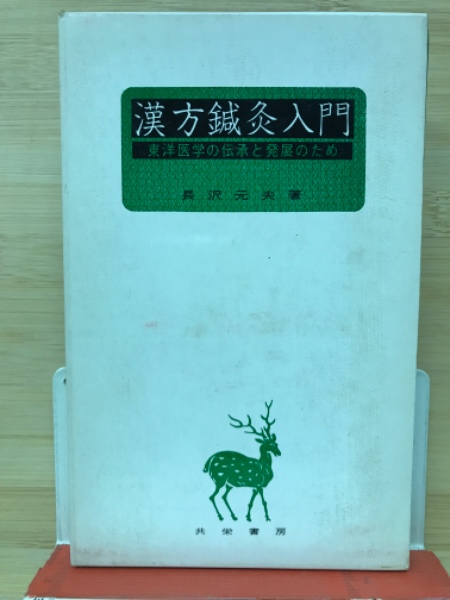 漢方鍼灸入門
東洋医学の伝承と発展のため
長沢元夫著
共栄書房